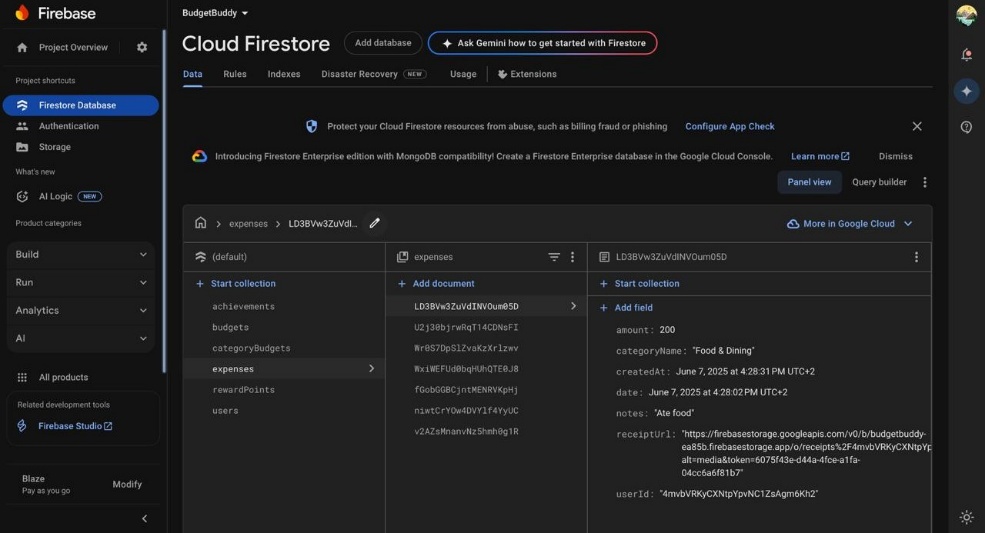 Firebase
Project Overview
Project shortcuts
Firestore Database
Authentication
Storage
What's new
AI Logic NEW
Product categories
Build
Run
Analytics
AI
All products
Related development tools
Firebase Studio
Blaze
Pay as you go
Modify
BudgetBuddy
Cloud Firestore
Add database
Ask Gemini how to get started with Firestore
Data Rules Indexes Disaster Recovery NEW Usage Extensions
Protect your Cloud Firestore resources from abuse, such as billing fraud or phishing Configure App Check
Introducing Firestore Enterprise edition with MongoDB compatibility! Create a Firestore Enterprise database in the Google Cloud Console. Learn more Dismiss
Panel view Query builder
expenses LD3BVw3ZuVdI... More in Google Cloud
(default)
Start collection
achievements
budgets
categoryBudgets
expenses
rewardPoints
users
expenses
Add document
LD3BVw3ZuVdINVOum05D
U2j30bjrwRqT14CDNsFI
Wr0S7DpSlZvaKzXrlzwv
WxiWEFUd0bqHUhQTE0J8
fGobGGBCjntMENRVKpHj
niwtCrYOw4DVYlf4YyUC
v2AZsMnanvNz5hmh0g1R
LD3BVw3ZuVdINVOum05D
Start collection
Add field
amount: 200
categoryName: "Food & Dining"
createdAt: June 7, 2025 at 4:28:31 PM UTC+2
date: June 7, 2025 at 4:28:02 PM UTC+2
notes: "Ate food"
receiptUrl: "https://firebasestorage.googleapis.com/v0/b/budgetbuddy-
ea85b.firebasestorage.app/o/receipts%2F4mvbVRKyCXNtpYp
alt=media&token=6075f43e-d44a-4fce-a1fa-
04cc6a6f81b7"
userId: "4mvbVRKyCXNtpYpvNC1ZsAgm6Kh2"